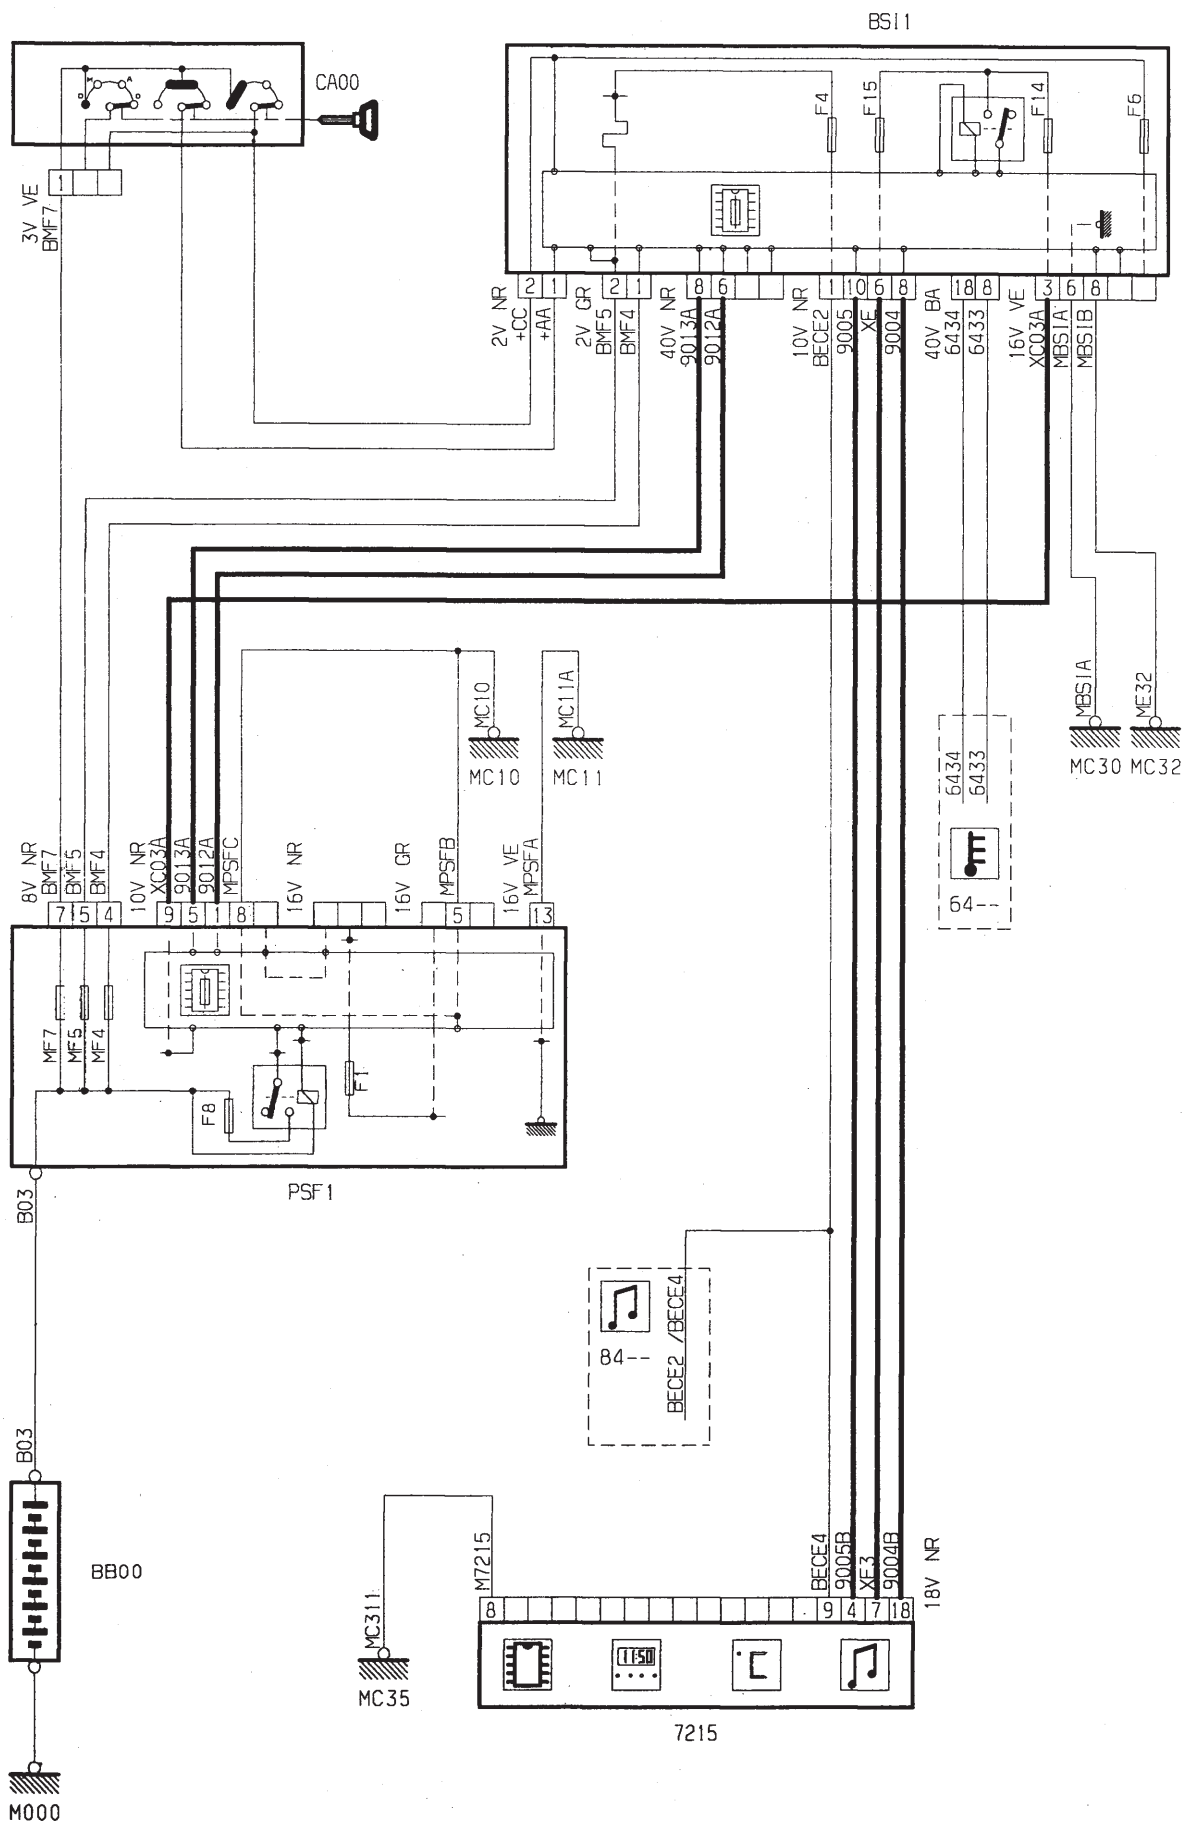 BSI1
CA00
M
A
S
D
3V VE
BMF7
1
F4
F15
F14
F6
2
1
2
1
8
6
1
10
6
8
18
8
3
6
8
2V NR
+CC
+AA
2V GR
BMF5
BMF4
40V NR
9013A
9012A
10V NR
BECE2
9005
XE
9004
40V BA
6434
6433
16V VE
XC03A
MBSIA
MBSIB
MC10
MC10
MC11A
MC11
MBSIA
MC30
ME32
MC32
6434
6433
64--
8V NR
BMF7
BMF5
BMF4
10V NR
XC03A
9013A
9012A
MPSFC
16V NR
16V GR
MPSFB
16V VE
MPSFA
7
5
4
9
5
1
8
5
13
MF7
MF5
MF4
F8
F1
PSF1
B03
B03
BB00
M000
84--
BECE2 /BECE4
M7215
MC311
MC35
BECE4
9005B
XE3
9004B
18V NR
8
9
4
7
18
11:50
°C
7215